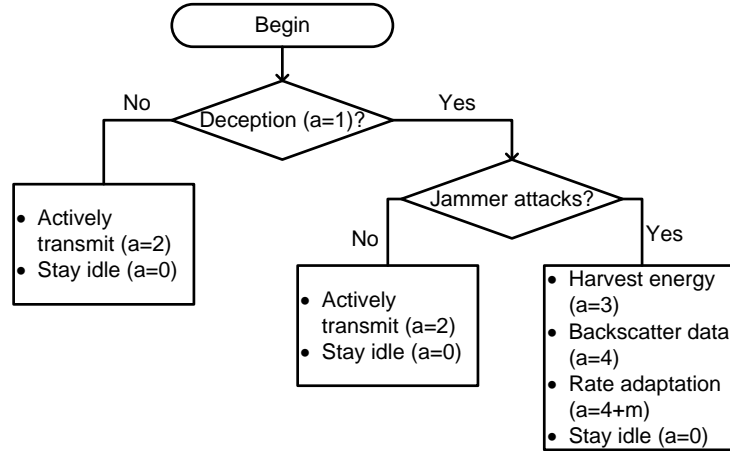 Begin
No
Yes
Deception (a=1)?
• Actively
transmit (a=2)
• Stay idle (a=0)
Jammer attacks?
No
Yes
• Actively
transmit (a=2)
• Stay idle (a=0)
• Harvest energy
(a=3)
• Backscatter data
(a=4)
• Rate adaptation
(a=4+m)
• Stay idle (a=0)